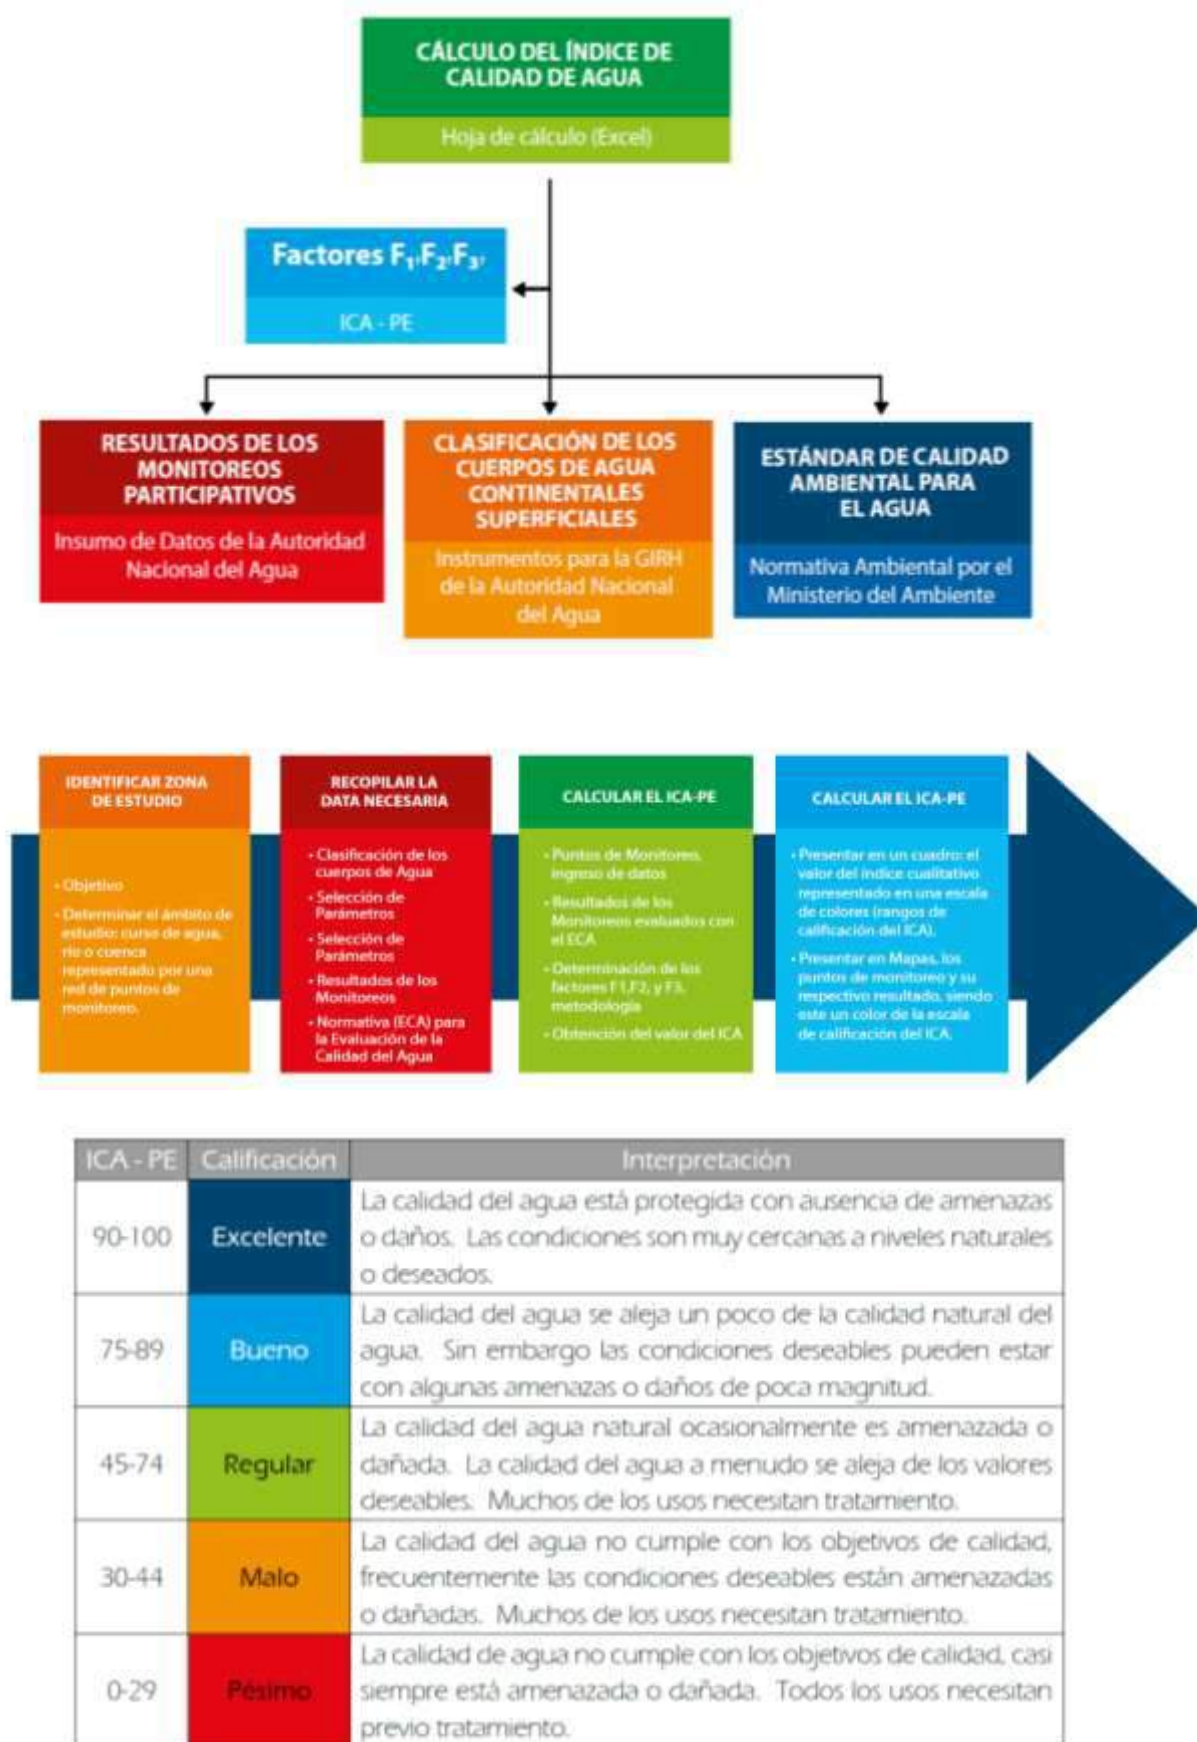 CÁLCULO DEL ÍNDICE DE
CALIDAD DE AGUA
Hoja de cálculo (Excel)
Factores F₁,F₂,F₃,
ICA - PE
RESULTADOS DE LOS
MONITOREOS
PARTICIPATIVOS
Insumo de Datos de la Autoridad
Nacional del Agua
CLASIFICACIÓN DE LOS
CUERPOS DE AGUA
CONTINENTALES
SUPERFICIALES
Instrumentos para la GIRH
de la Autoridad Nacional
del Agua
ESTÁNDAR DE CALIDAD
AMBIENTAL PARA
EL AGUA
Normativa Ambiental por el
Ministerio del Ambiente
IDENTIFICAR ZONA
DE ESTUDIO
• Objetivo
• Determinar el ámbito de
estudio: curso de agua,
río o cuenca
representado por una
red de puntos de
monitoreo.
RECOPILAR LA
DATA NECESARIA
• Clasificación de los
cuerpos de Agua
• Selección de
Parámetros
• Selección de
Parámetros
• Resultados de los
Monitoreos
• Normativa (ECA) para
la Evaluación de la
Calidad del Agua
CALCULAR EL ICA-PE
• Puntos de Monitoreo,
ingreso de datos
• Resultados de los
Monitoreos evaluados con
el ECA
• Determinación de los
factores F1,F2, y F3,
metodología
• Obtención del valor del ICA
CALCULAR EL ICA-PE
• Presentar en un cuadro: el
valor del índice cualitativo
representado en una escala
de colores (rangos de
calificación del ICA).
• Presentar en Mapas, los
puntos de monitoreo y su
respectivo resultado, siendo
este un color de la escala
de calificación del ICA.
ICA - PE Calificación Interpretación
90-100 Excelente La calidad del agua está protegida con ausencia de amenazas
o daños. Las condiciones son muy cercanas a niveles naturales
o deseados.
75-89 Bueno La calidad del agua se aleja un poco de la calidad natural del
agua. Sin embargo las condiciones deseables pueden estar
con algunas amenazas o daños de poca magnitud.
45-74 Regular La calidad del agua natural ocasionalmente es amenazada o
dañada. La calidad del agua a menudo se aleja de los valores
deseables. Muchos de los usos necesitan tratamiento.
30-44 Malo La calidad del agua no cumple con los objetivos de calidad,
frecuentemente las condiciones deseables están amenazadas
o dañadas. Muchos de los usos necesitan tratamiento.
0-29 Pésimo La calidad de agua no cumple con los objetivos de calidad, casi
siempre está amenazada o dañada. Todos los usos necesitan
previo tratamiento.